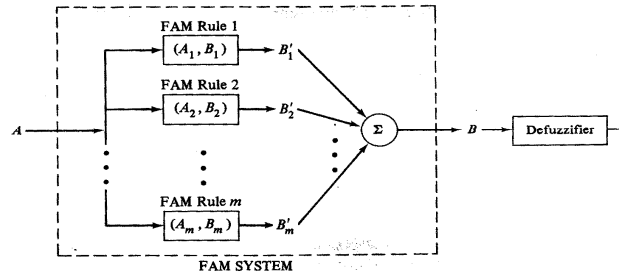 FAM Rule 1
(A₁, B₁)
B′₁
FAM Rule 2
(A₂, B₂)
B′₂
A
Σ
B
Defuzzifier
FAM Rule m
(Aₘ, Bₘ)
B′ₘ
FAM SYSTEM